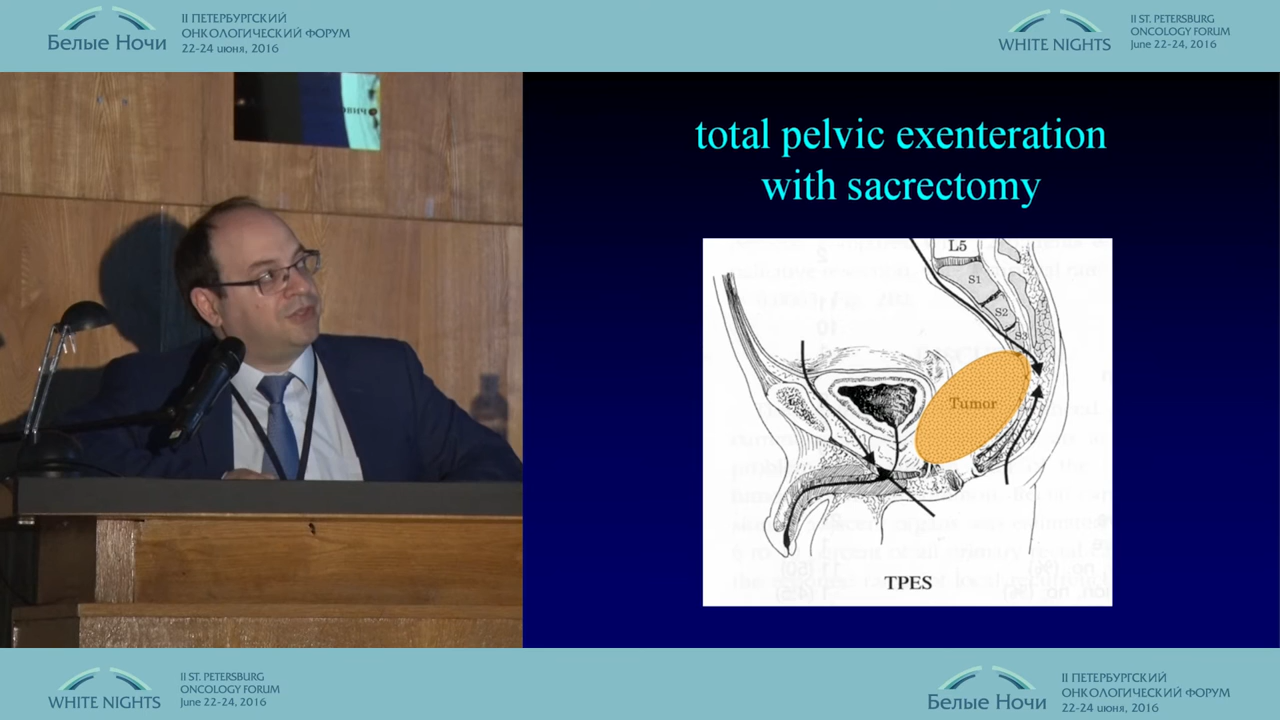 Белые Ночи
II ПЕТЕРБУРГСКИЙ
ОНКОЛОГИЧЕСКИЙ ФОРУМ
22-24 июня, 2016
WHITE NIGHTS
II ST. PETERSBURG
ONCOLOGY FORUM
June 22-24, 2016
total pelvic exenteration
with sacrectomy
L5
S1
S2
S3
Tumor
TPES
WHITE NIGHTS
II ST. PETERSBURG
ONCOLOGY FORUM
June 22-24, 2016
Белые Ночи
II ПЕТЕРБУРГСКИЙ
ОНКОЛОГИЧЕСКИЙ ФОРУМ
22-24 июня, 2016